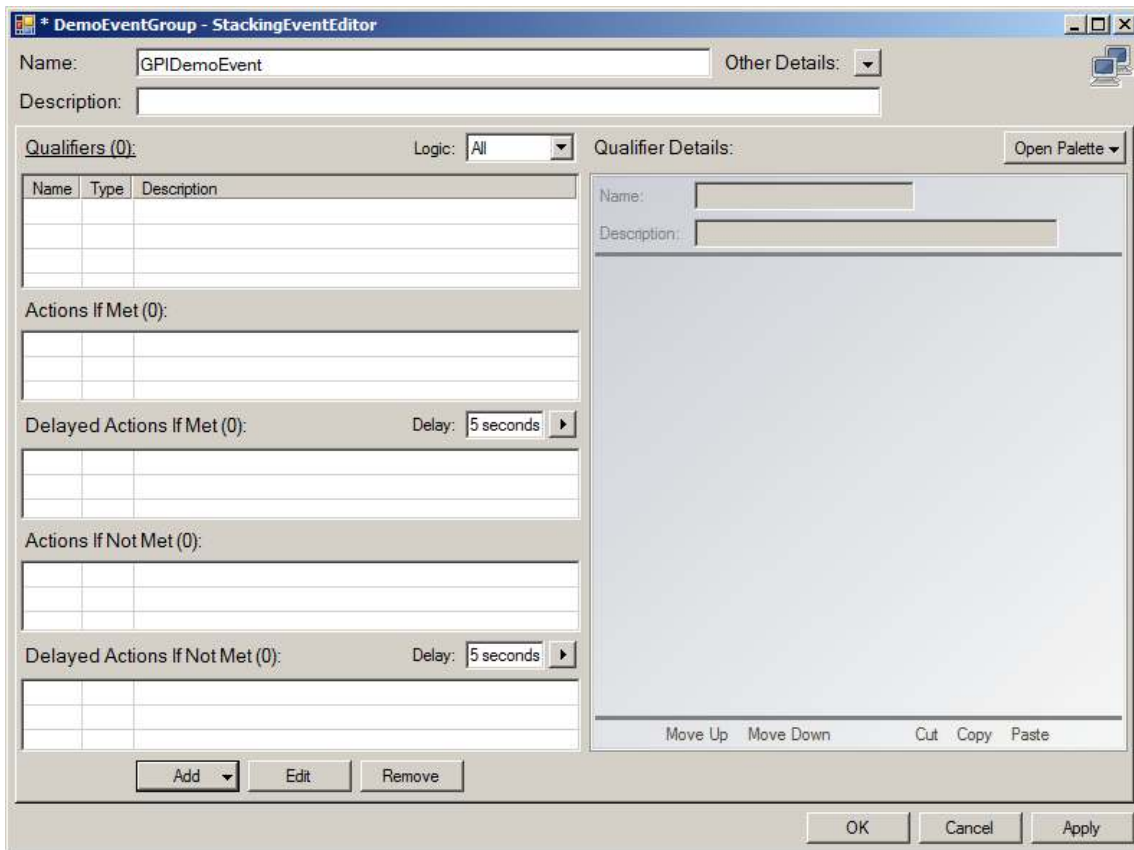 * DemoEventGroup - StackingEventEditor
Name: GPIDemoEvent Other Details:
Description:
Qualifiers (0): Logic: All
Name Type Description
Actions If Met (0):
Delayed Actions If Met (0): Delay: 5 seconds
Actions If Not Met (0):
Delayed Actions If Not Met (0): Delay: 5 seconds
Add Edit Remove
Qualifier Details: Open Palette
Name:
Description:
Move Up Move Down Cut Copy Paste
OK Cancel Apply